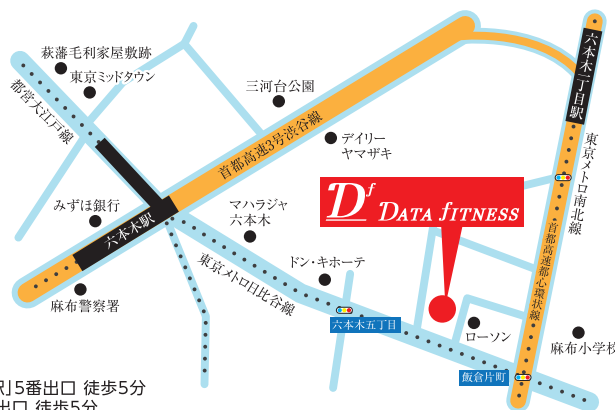 萩藩毛利家屋敷跡
東京ミッドタウン
都営大江戸線
三河台公園
首都高速3号渋谷線
デイリー
ヤマザキ
六本木一丁目駅
東京メトロ南北線
みずほ銀行
六本木駅
マハラジャ
六本木
Df DATA fITNESS
首都高速都心環状線
東京メトロ日比谷線
ドン・キホーテ
麻布警察署
六本木五丁目
ローソン
麻布小学校
飯倉片町
駅」5番出口 徒歩5分
出口 徒歩5分